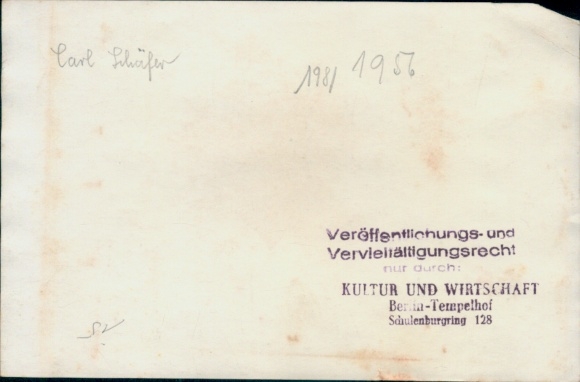 Carl Schäfer
1981 1956
Veröffentlichungs- und
Vervielfältigungsrecht
nur durch:
KULTUR UND WIRTSCHAFT
Berlin-Tempelhof
Schulenburgring 128